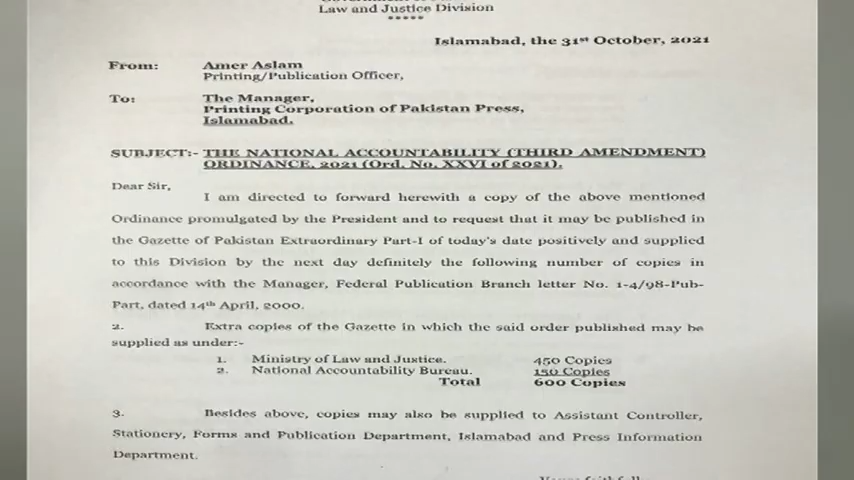 Law and Justice Division
*****
Islamabad, the 31st October, 2021
From: Amer Aslam
Printing/Publication Officer,
To: The Manager,
Printing Corporation of Pakistan Press,
Islamabad.
SUBJECT:- THE NATIONAL ACCOUNTABILITY (THIRD AMENDMENT)
ORDINANCE, 2021 (Ord. No. XXVI of 2021).
Dear Sir,
I am directed to forward herewith a copy of the above mentioned
Ordinance promulgated by the President and to request that it may be published in
the Gazette of Pakistan Extraordinary Part-I of today's date positively and supplied
to this Division by the next day definitely the following number of copies in
accordance with the Manager, Federal Publication Branch letter No. 1-4/98-Pub-
Part, dated 14th April, 2000.
2. Extra copies of the Gazette in which the said order published may be
supplied as under:-
1. Ministry of Law and Justice. 450 Copies
2. National Accountability Bureau. 150 Copies
Total 600 Copies
3. Besides above, copies may also be supplied to Assistant Controller,
Stationery, Forms and Publication Department, Islamabad and Press Information
Department.